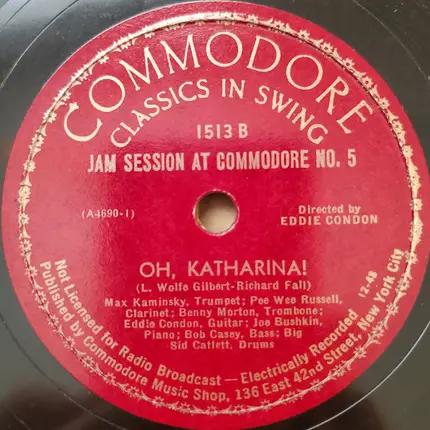 COMMODORE
CLASSICS IN SWING
1513 B
JAM SESSION AT COMMODORE NO. 5
(A4690-1)
Directed by
EDDIE CONDON
OH, KATHARINA!
(L. Wolfe Gilbert-Richard Fall)
Max Kaminsky, Trumpet; Pee Wee Russell,
Clarinet; Benny Morton, Trombone;
Eddie Condon, Guitar; Joe Bushkin,
Piano; Bob Casey, Bass; Big
Sid Catlett, Drums
12-48
Not Licensed for Radio Broadcast — Electrically Recorded
Published by Commodore Music Shop, 136 East 42nd Street, New York City